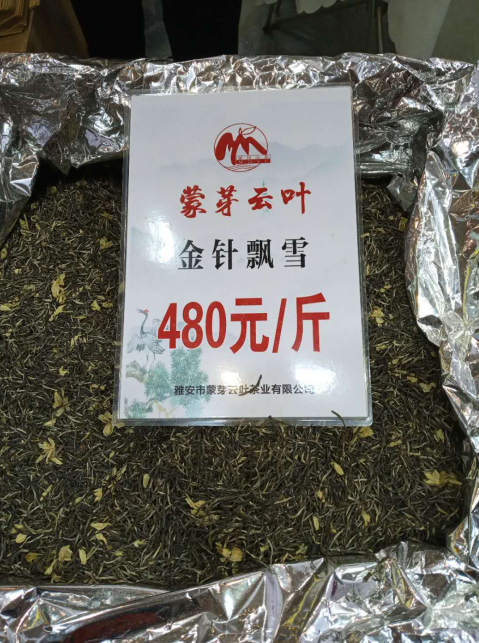 蒙芽云叶
金针飘雪
480元/斤
雅安市蒙芽云叶茶业有限公司